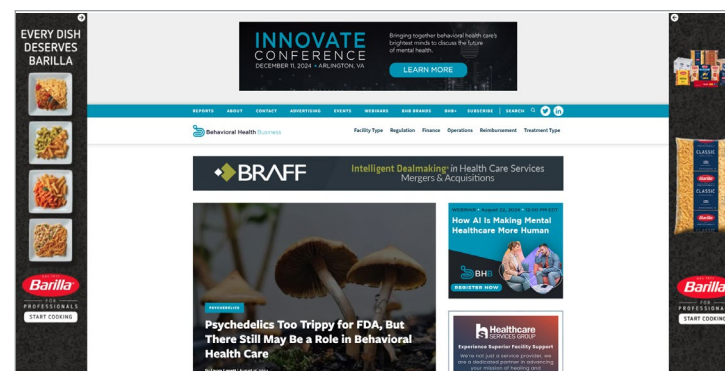 EVERY DISH
DESERVES
BARILLA
Barilla
FOR
PROFESSIONALS
START COOKING
INNOVATE
CONFERENCE
DECEMBER 11, 2024 • ARLINGTON, VA
Bringing together behavioral health care's
brightest minds to discuss the future
of mental health.
LEARN MORE
REPORTS ABOUT CONTACT ADVERTISING EVENTS WEBINARS BHB BRANDS BHB+ SUBSCRIBE | SEARCH
Behavioral Health Business
Facility Type Regulation Finance Operations Reimbursement Treatment Type
BRAFF
Intelligent Dealmaking in Health Care Services
Mergers & Acquisitions
PSYCHEDELICS
Psychedelics Too Trippy for FDA, But
There Still May Be a Role in Behavioral
Health Care
How AI Is Making Mental
Healthcare More Human
BHB
REGISTER NOW
Healthcare
SERVICES GROUP
Experience Superior Facility Support
We're not just a service provider, we
are a dedicated partner in advancing
your mission of healing and
CLASSIC
Barilla
CLASSIC
Barilla
FOR
PROFESSIONA
START COOKING